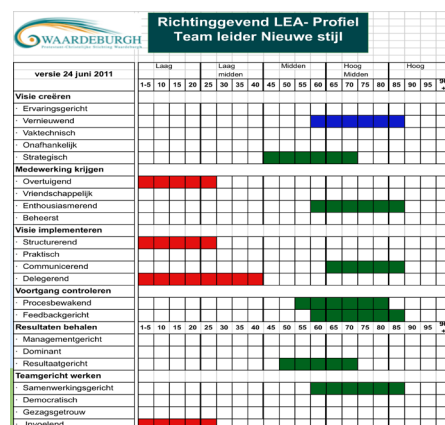 WAARDEBURGH
Richtinggevend LEA- Profiel
Team leider Nieuwe stijl
versie 24 juni 2011
Laag Laag midden Midden Hoog Midden Hoog
1-5 10 15 20 25 30 35 40 45 50 55 60 65 70 75 80 85 90 95
Visie creëren
· Ervaringsgericht
· Vernieuwend
· Vaktechnisch
· Onafhankelijk
· Strategisch
Medewerking krijgen
· Overtuigend
· Vriendschappelijk
· Enthousiasmerend
· Beheerst
Visie implementeren
· Structurerend
· Praktisch
· Communicerend
· Delegerend
Voortgang controleren
· Procesbewakend
· Feedbackgericht
Resultaten behalen 1-5 10 15 20 25 30 35 40 45 50 55 60 65 70 75 80 85 90 95
· Managementgericht
· Dominant
· Resultaatgericht
Teamgericht werken
· Samenwerkingsgericht
· Democratisch
· Gezagsgetrouw
· Invoelend